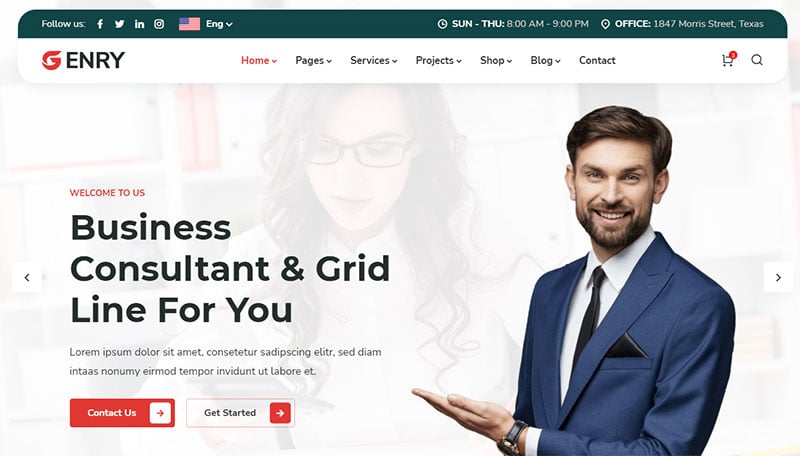 Follow us: Eng SUN - THU: 8:00 AM - 9:00 PM OFFICE: 1847 Morris Street, Texas
GENRY Home Pages Services Projects Shop Blog Contact 3
WELCOME TO US
Business
Consultant & Grid
Line For You
Lorem ipsum dolor sit amet, consetetur sadipscing elitr, sed diam
intaas nonumy eirmod tempor invidunt ut labore et.
Contact Us Get Started